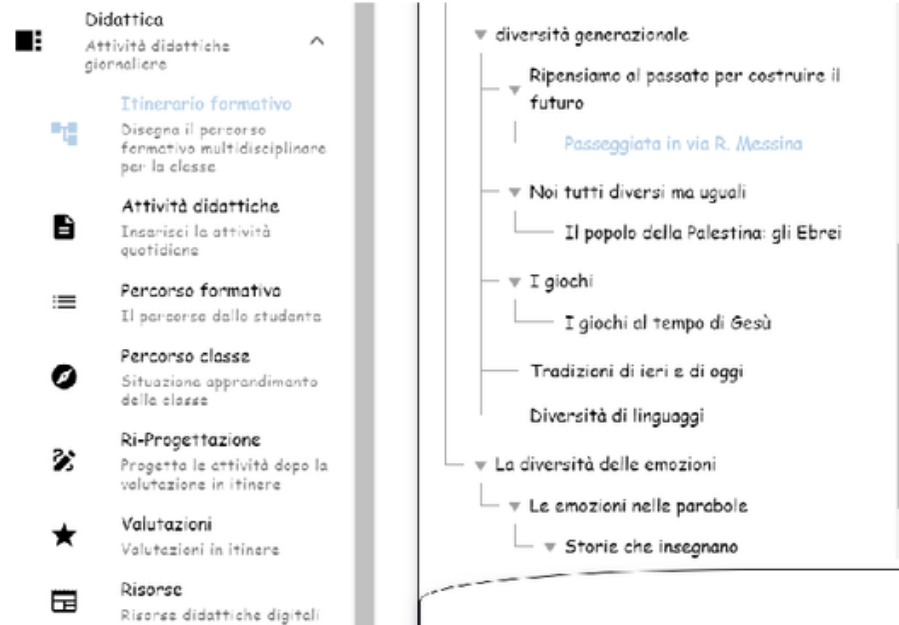 Didattica
Attività didattiche
giornaliere
Itinerario formativo
Disegna il percorso
formativo multidisciplinare
per la classe
Attività didattiche
Inserisci le attività
quotidiane
Percorso formativo
Il percorso dello studente
Percorso classe
Situazione apprendimento
della classe
Ri-Progettazione
Progetta le attività dopo la
valutazione in itinere
Valutazioni
Valutazioni in itinere
Risorse
Risorse didattiche digitali
diversità generazionale
Ripensiamo al passato per costruire il
futuro
Passeggiata in via R. Messina
Noi tutti diversi ma uguali
Il popolo della Palestina: gli Ebrei
I giochi
I giochi al tempo di Gesù
Tradizioni di ieri e di oggi
Diversità di linguaggi
La diversità delle emozioni
Le emozioni nelle parabole
Storie che insegnano